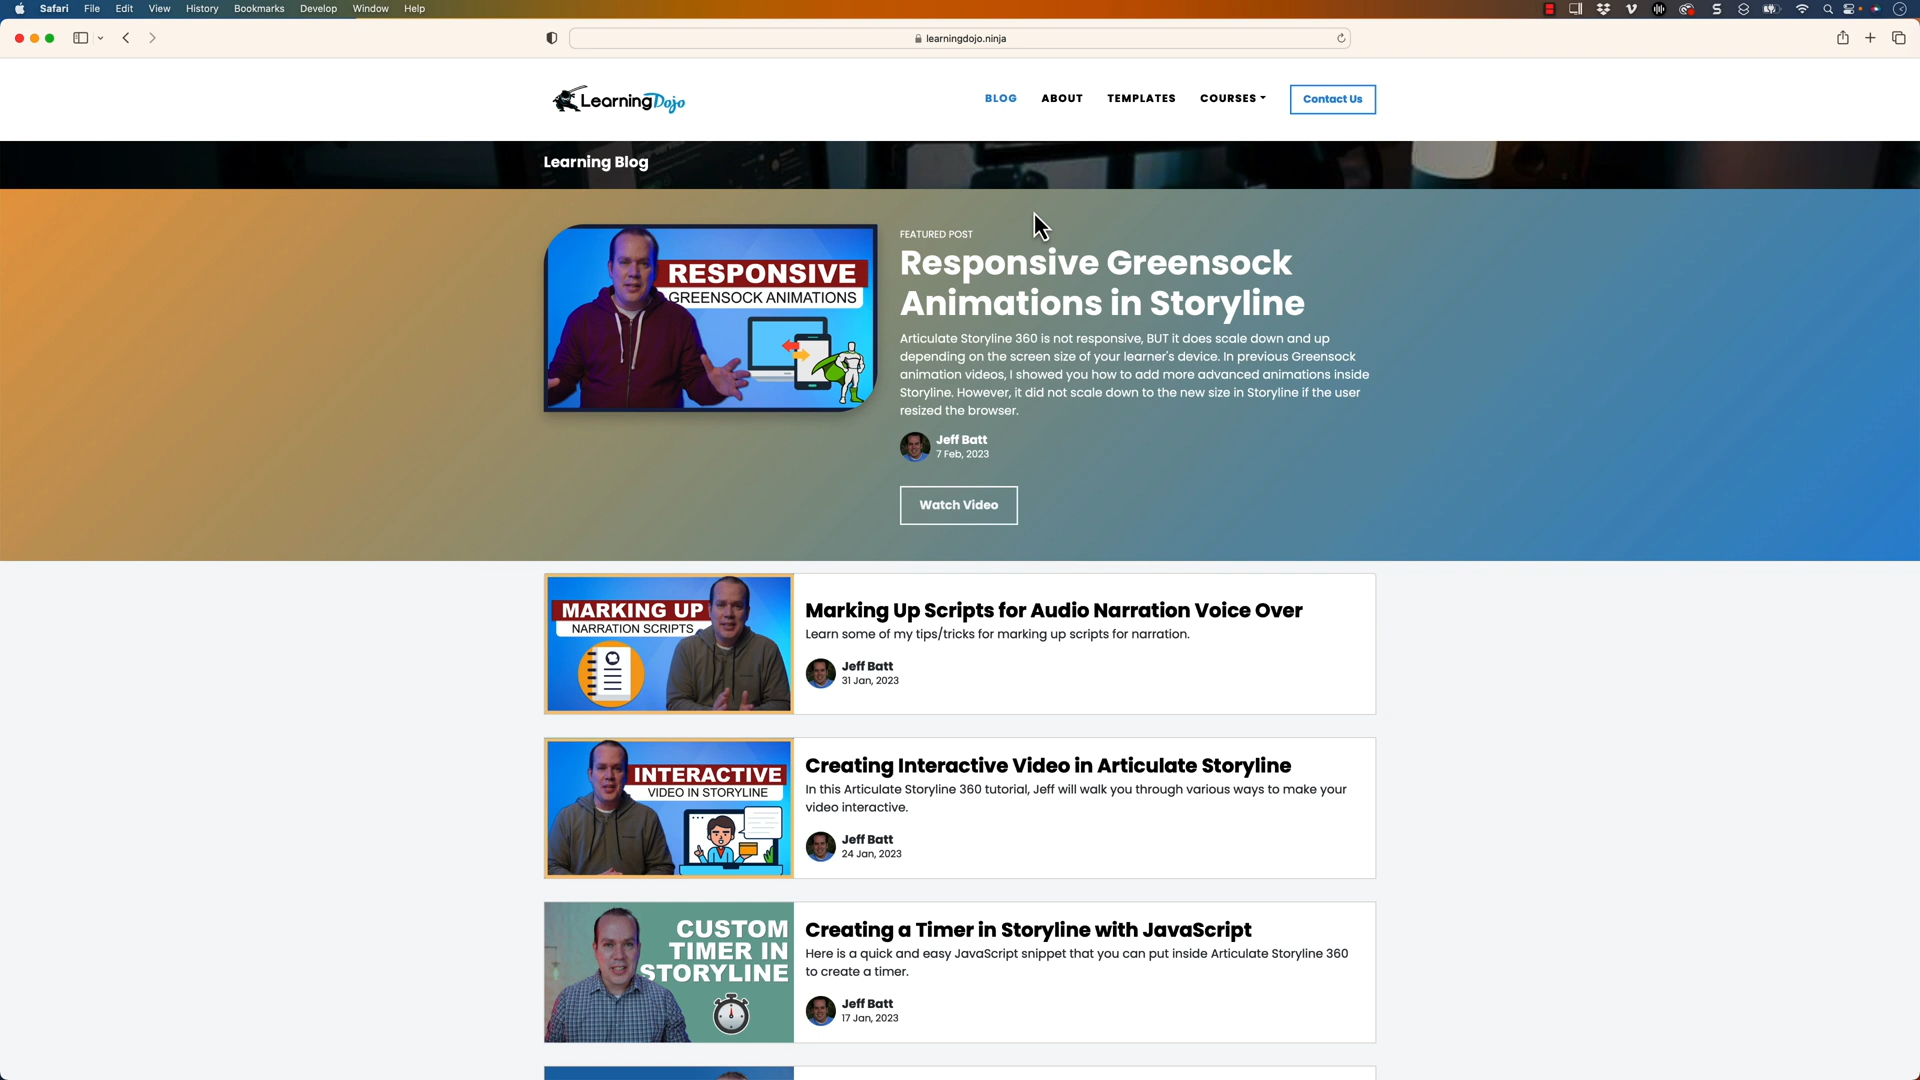 Safari File Edit View History Bookmarks Develop Window Help
learningdojo.ninja
LearningDojo
BLOG ABOUT TEMPLATES COURSES Contact Us
Learning Blog
RESPONSIVE
GREENSOCK ANIMATIONS
FEATURED POST
Responsive Greensock
Animations in Storyline
Articulate Storyline 360 is not responsive, BUT it does scale down and up
depending on the screen size of your learner's device. In previous Greensock
animation videos, I showed you how to add more advanced animations inside
Storyline. However, it did not scale down to the new size in Storyline if the user
resized the browser.
Jeff Batt
7 Feb, 2023
Watch Video
MARKING UP
NARRATION SCRIPTS
Marking Up Scripts for Audio Narration Voice Over
Learn some of my tips/tricks for marking up scripts for narration.
Jeff Batt
31 Jan, 2023
INTERACTIVE
VIDEO IN STORYLINE
Creating Interactive Video in Articulate Storyline
In this Articulate Storyline 360 tutorial, Jeff will walk you through various ways to make your
video interactive.
Jeff Batt
24 Jan, 2023
CUSTOM
TIMER IN
STORYLINE
Creating a Timer in Storyline with JavaScript
Here is a quick and easy JavaScript snippet that you can put inside Articulate Storyline 360
to create a timer.
Jeff Batt
17 Jan, 2023